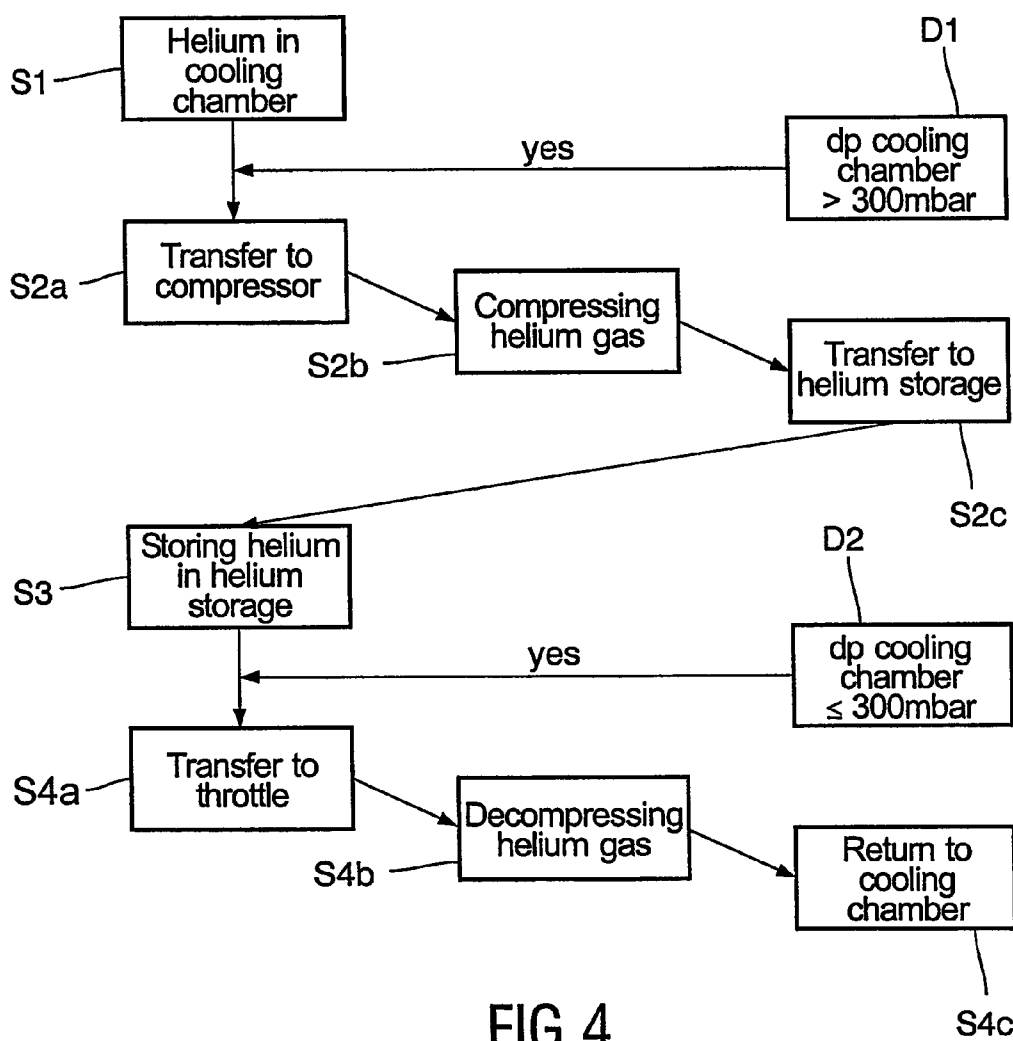 D1
Helium in
cooling
chamber
S1
yes
dp cooling
chamber
> 300mbar
Transfer to
compressor
S2a
Compressing
helium gas
S2b
Transfer to
helium storage
S2c
Storing helium
in helium
storage
S3
D2
yes
dp cooling
chamber
≤ 300mbar
Transfer to
throttle
S4a
Decompressing
helium gas
S4b
Return to
cooling
chamber
S4c
FIG 4